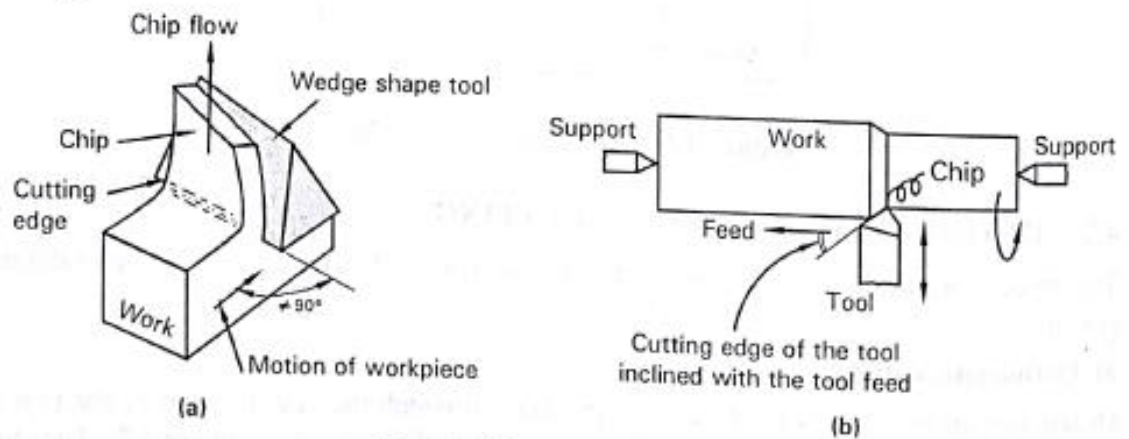 Chip flow
Wedge shape tool
Chip
Cutting
edge
Work
≠90°
Motion of workpiece
(a)
Support
Work
Support
Chip
Feed
Tool
Cutting edge of the tool
inclined with the tool feed
(b)